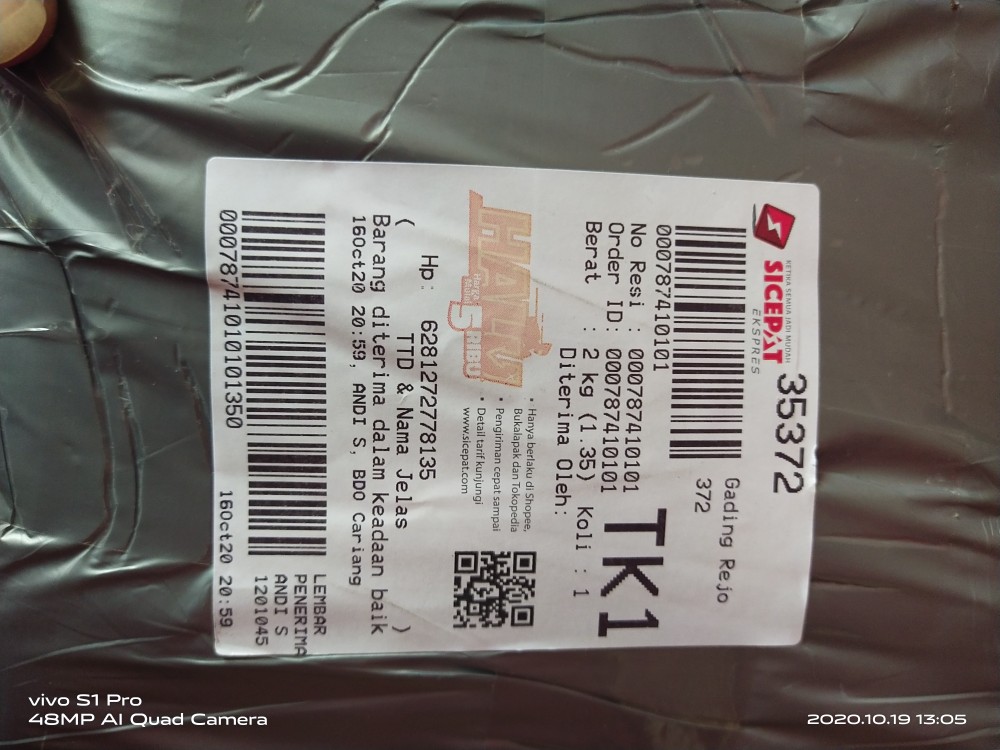 35372
KETIKA SEMUA JADI MUDAH
SICEPAT
EKSPRES
Gading Rejo
372
000787410101
TK1
No Resi : 000787410101
Order ID: 000787410101
Berat : 2 kg (1.35) Koli : 1
Diterima Oleh:
HALU
Harga Mulai
5 RIBU
• Hanya berlaku di Shopee,
Bukalapak dan Tokopedia
• Pengiriman cepat sampai
• Detail tarif kunjungi
www.sicepat.com
Hp: 6281272778135
TTD & Nama Jelas
( )
Barang diterima dalam keadaan baik
16Oct20 20:59, ANDI S, BDO Cariang
LEMBAR
PENERIMA
ANDI S
1201045
0007874101010101350
16Oct20 20:59
vivo S1 Pro
48MP AI Quad Camera
2020.10.19 13:05